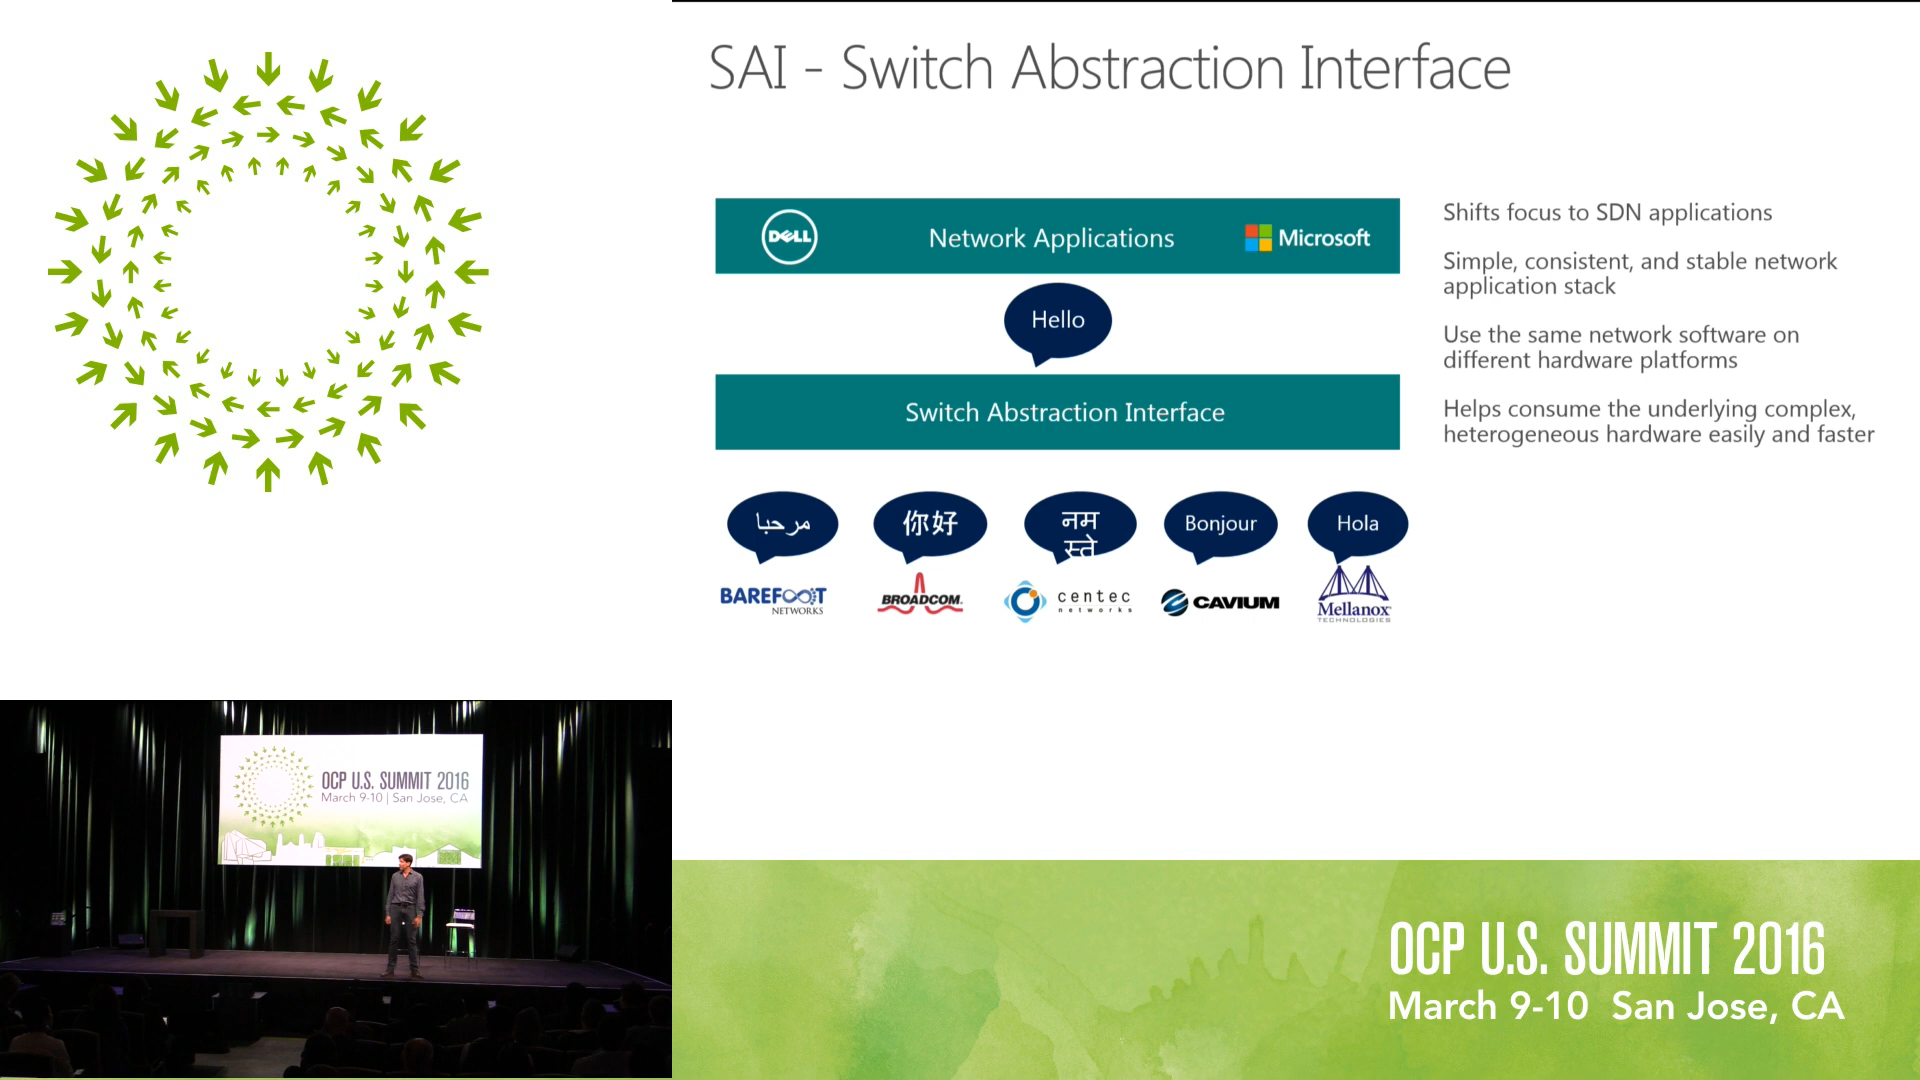 SAI - Switch Abstraction Interface
DELL
Network Applications
Microsoft
Hello
Switch Abstraction Interface
مرحبا
你好
नम
स्ते
Bonjour
Hola
BAREFOOT
NETWORKS
BROADCOM.
centec
networks
CAVIUM
Mellanox
TECHNOLOGIES
Shifts focus to SDN applications
Simple, consistent, and stable network
application stack
Use the same network software on
different hardware platforms
Helps consume the underlying complex,
heterogeneous hardware easily and faster
OCP U.S. SUMMIT 2016
March 9-10 | San Jose, CA
OCP U.S. SUMMIT 2016
March 9-10 San Jose, CA